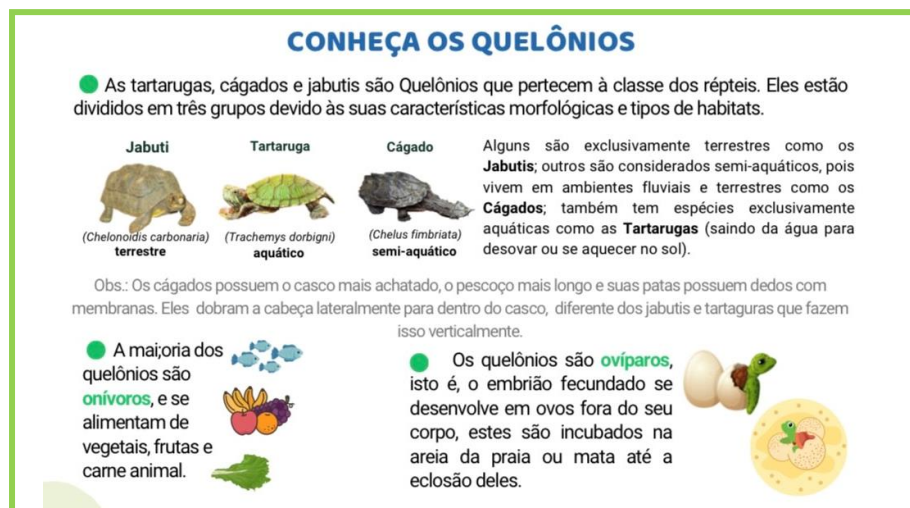 CONHEÇA OS QUELÔNIOS
As tartarugas, cágados e jabutis são Quelônios que pertecem à classe dos répteis. Eles estão
divididos em três grupos devido às suas características morfológicas e tipos de habitats.
Jabuti
(Chelonoidis carbonaria)
terrestre
Tartaruga
(Trachemys dorbigni)
aquático
Cágado
(Chelus fimbriata)
semi-aquático
Alguns são exclusivamente terrestres como os
Jabutis; outros são considerados semi-aquáticos, pois
vivem em ambientes fluviais e terrestres como os
Cágados; também tem espécies exclusivamente
aquáticas como as Tartarugas (saindo da água para
desovar ou se aquecer no sol).
Obs.: Os cágados possuem o casco mais achatado, o pescoço mais longo e suas patas possuem dedos com
membranas. Eles dobram a cabeça lateralmente para dentro do casco, diferente dos jabutis e tartaguras que fazem
isso verticalmente.
A mai;oria dos
quelônios são
onívoros, e se
alimentam de
vegetais, frutas e
carne animal.
Os quelônios são ovíparos,
isto é, o embrião fecundado se
desenvolve em ovos fora do seu
corpo, estes são incubados na
areia da praia ou mata até a
eclosão deles.